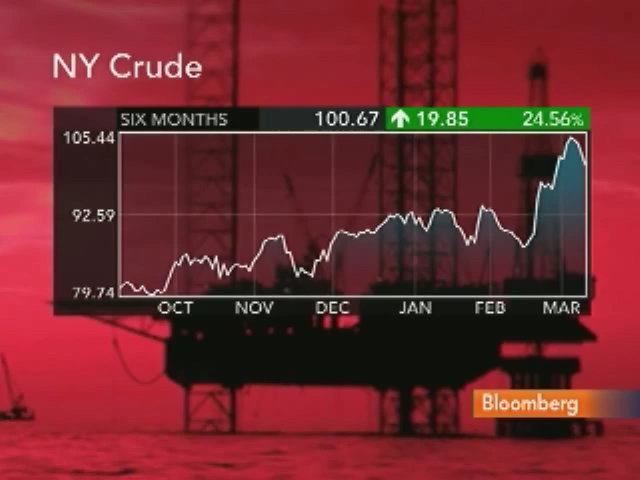 NY Crude
SIX MONTHS 100.67 19.85 24.56%
105.44
92.59
79.74
OCT NOV DEC JAN FEB MAR
Bloomberg